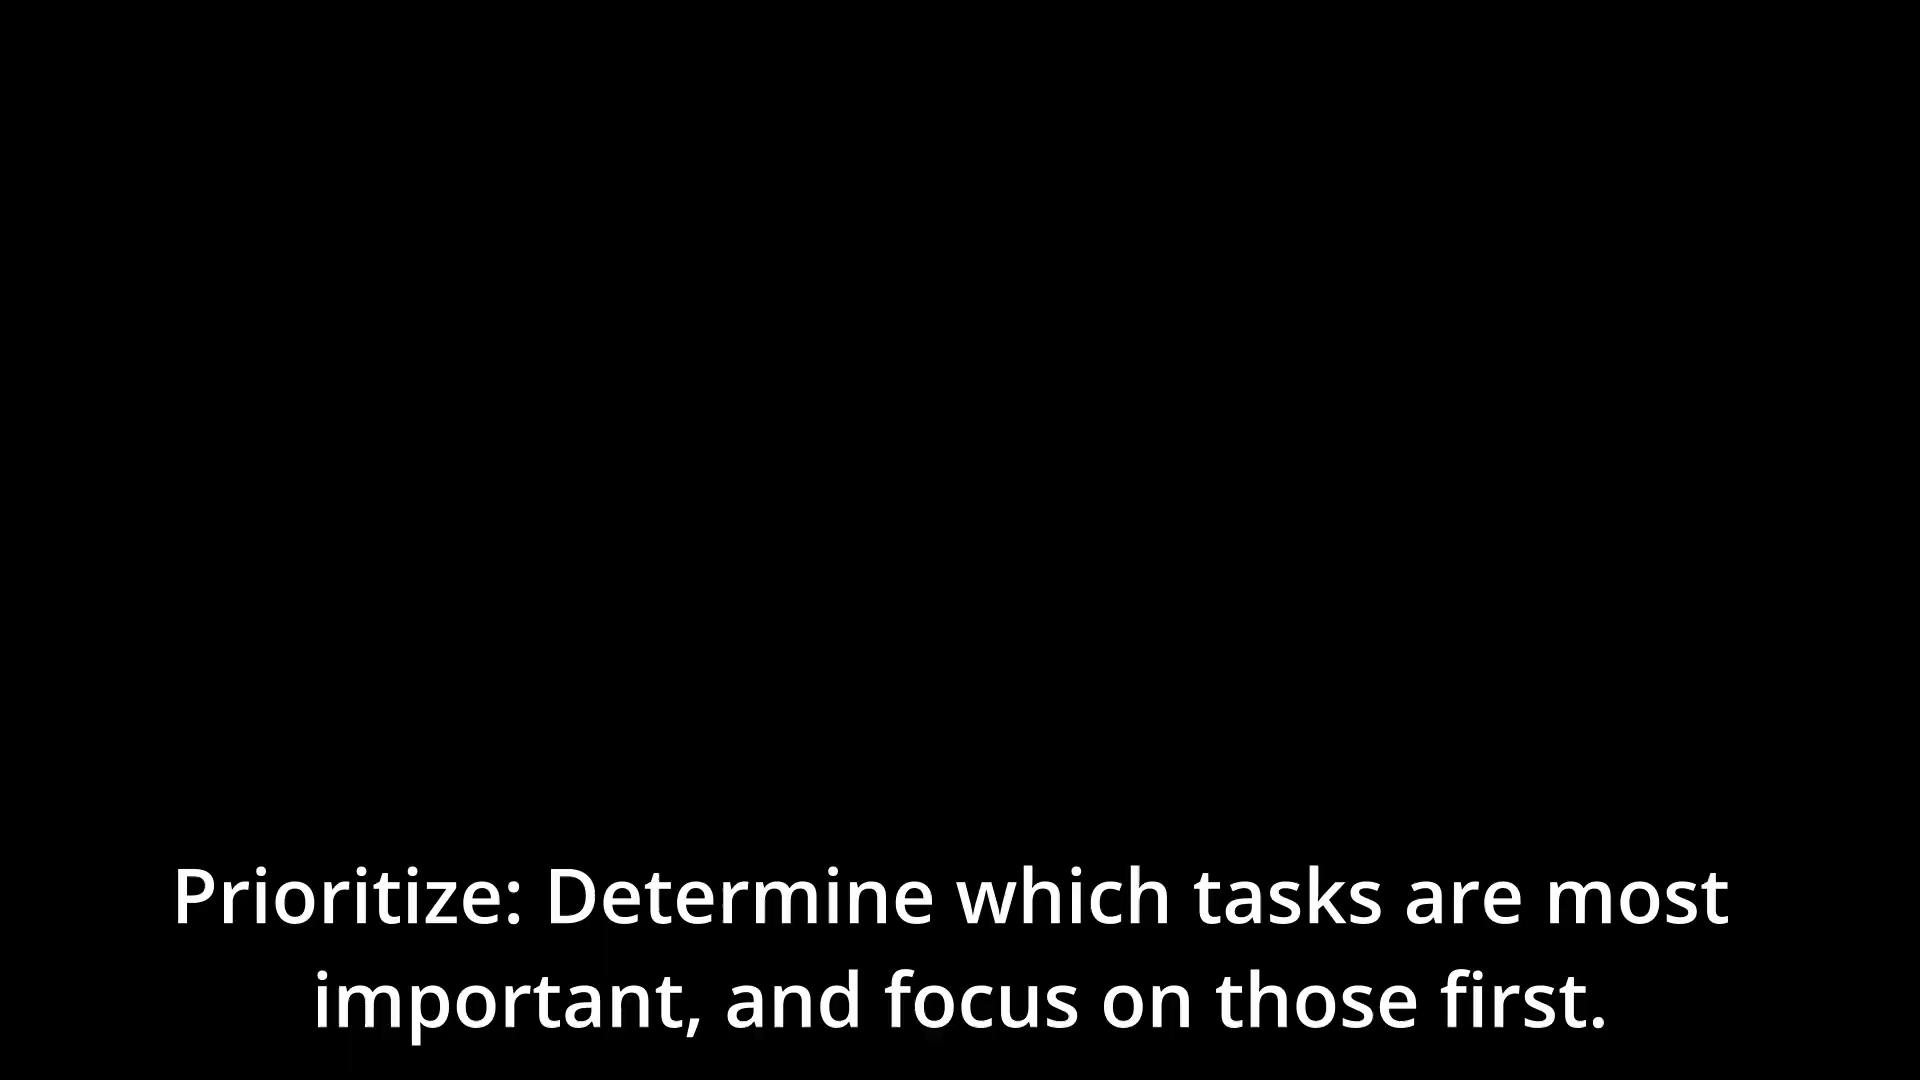 Prioritize: Determine which tasks are most
important, and focus on those first.